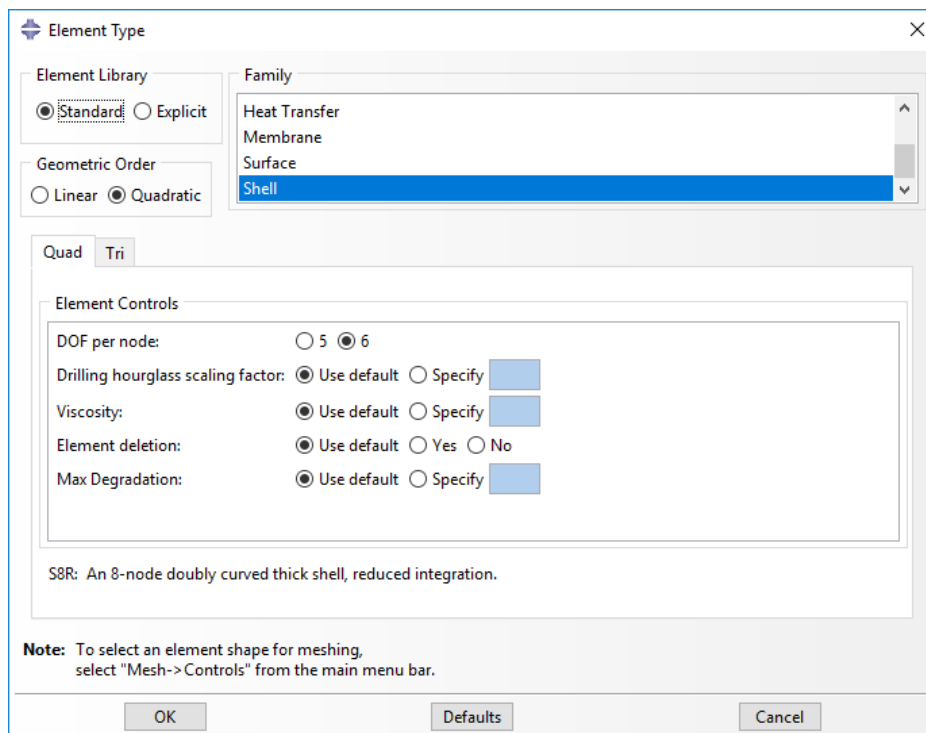 Element Type
Element Library
Standard Explicit
Geometric Order
Linear Quadratic
Family
Heat Transfer
Membrane
Surface
Shell
Quad Tri
Element Controls
DOF per node: 5 6
Drilling hourglass scaling factor: Use default Specify
Viscosity: Use default Specify
Element deletion: Use default Yes No
Max Degradation: Use default Specify
S8R: An 8-node doubly curved thick shell, reduced integration.
Note: To select an element shape for meshing,
select "Mesh->Controls" from the main menu bar.
OK Defaults Cancel